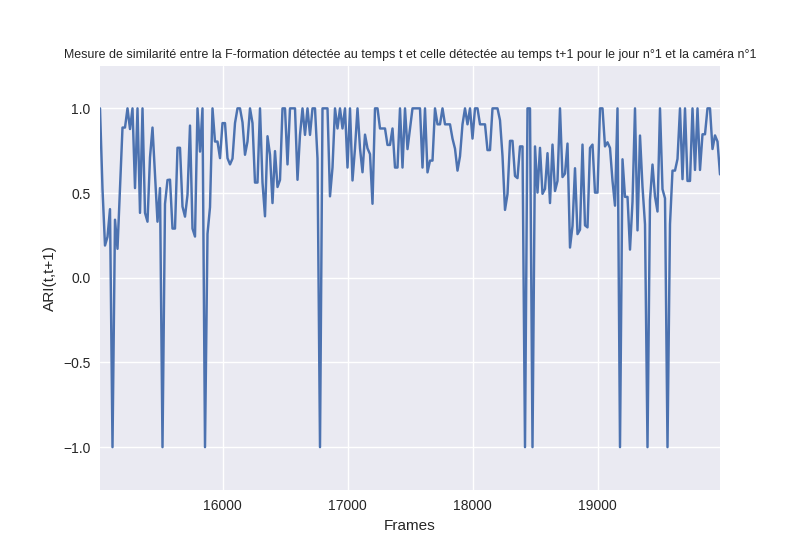 Mesure de similarité entre la F-formation détectée au temps t et celle détectée au temps t+1 pour le jour n°1 et la caméra n°1
1.0
0.5
0.0
−0.5
−1.0
ARI(t,t+1)
16000 17000 18000 19000
Frames